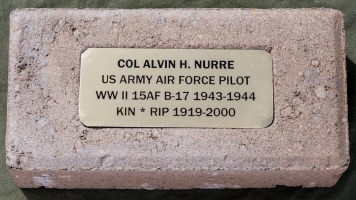 COL ALVIN H. NURRE
US ARMY AIR FORCE PILOT
WW II 15AF B-17 1943-1944
KIN * RIP 1919-2000